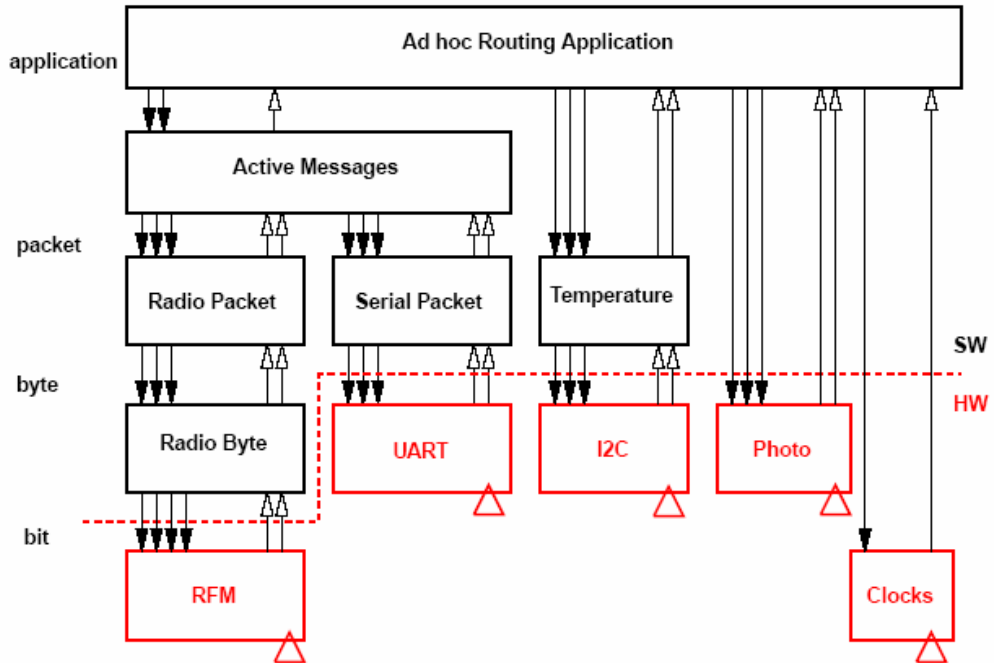 Ad hoc Routing Application
application
Active Messages
packet
Radio Packet
Serial Packet
Temperature
SW
byte
HW
Radio Byte
UART
I2C
Photo
bit
RFM
Clocks